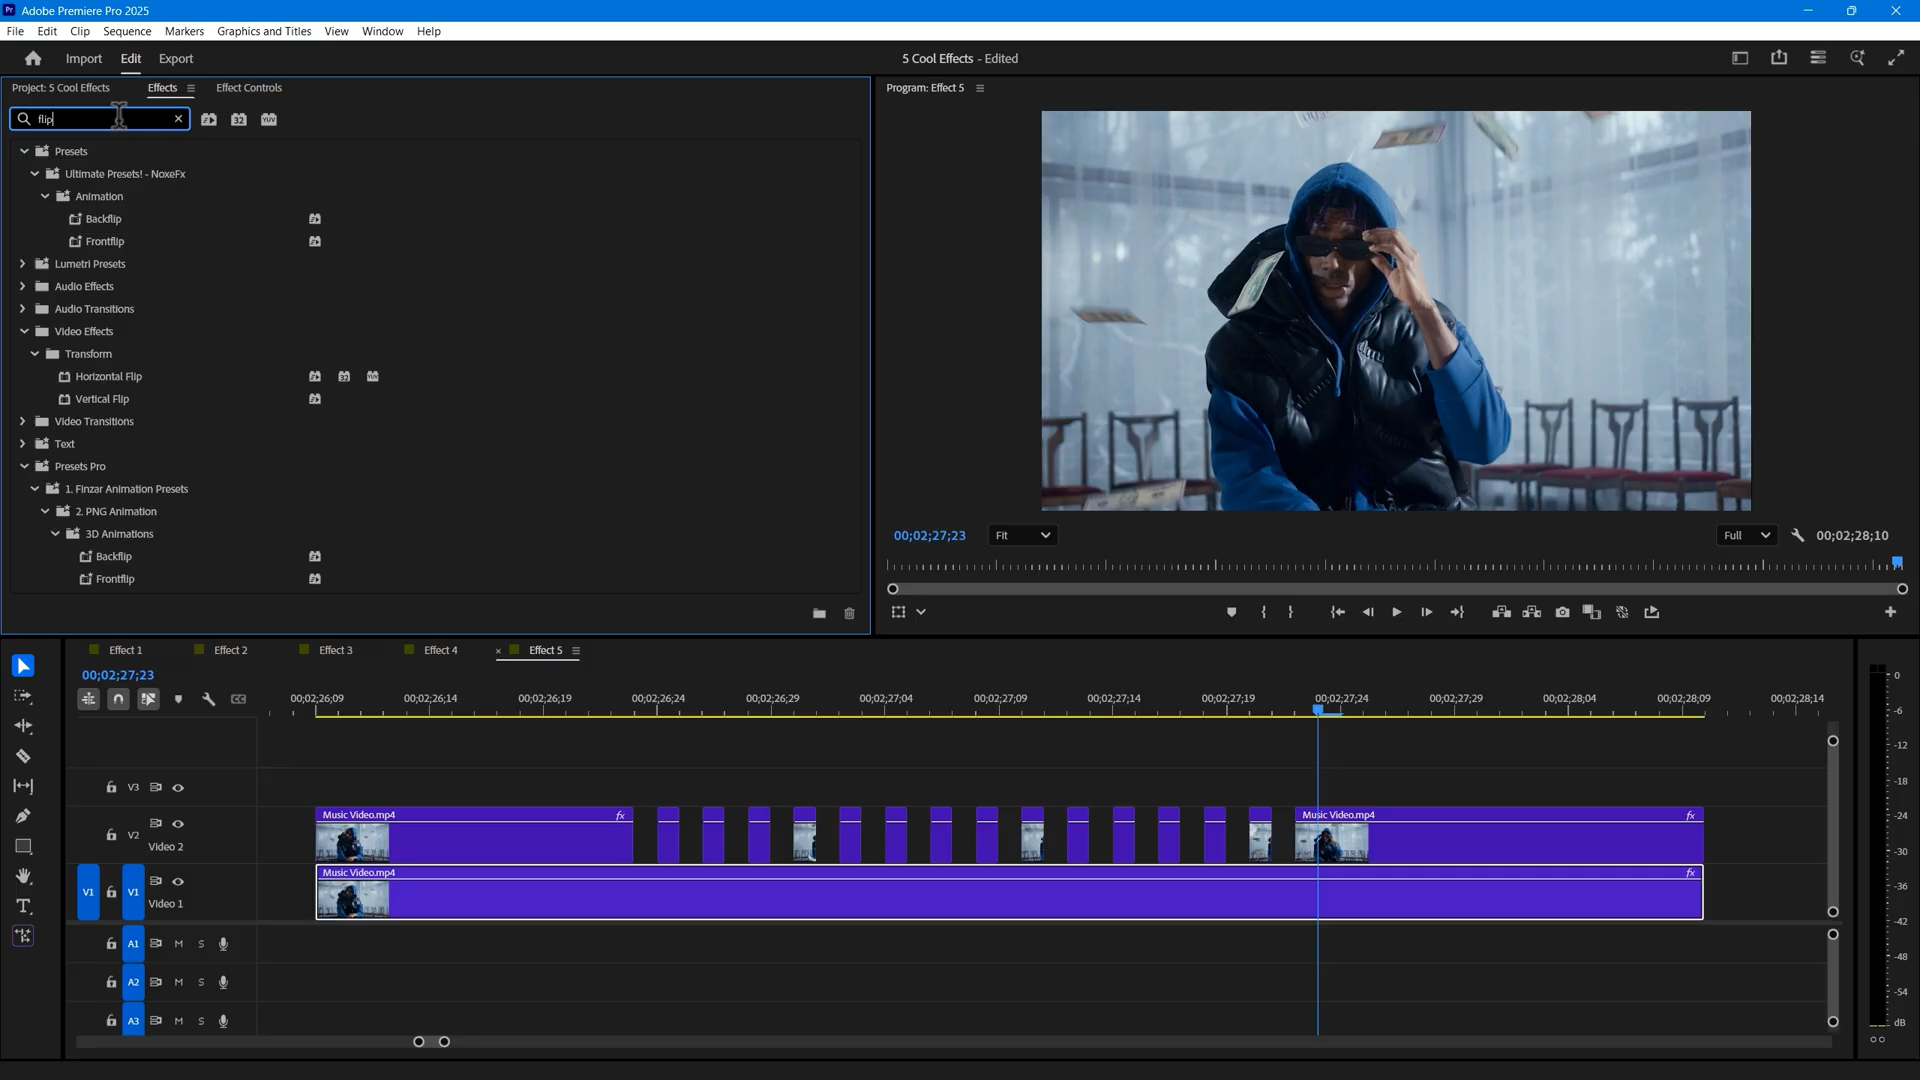 Pr Adobe Premiere Pro 2025
File Edit Clip Sequence Markers Graphics and Titles View Window Help
Import Edit Export 5 Cool Effects - Edited
Project: 5 Cool Effects Effects Effect Controls
Program: Effect 5
flip
32 YUV
Presets
Ultimate Presets! - NoxeFx
Animation
Backflip
Frontflip
Lumetri Presets
Audio Effects
Audio Transitions
Video Effects
Transform
Horizontal Flip 32 YUV
Vertical Flip
Video Transitions
Text
Presets Pro
1. Finzar Animation Presets
2. PNG Animation
3D Animations
Backflip
Frontflip
00;02;27;23 Fit Full 00;02;28;10
Effect 1 Effect 2 Effect 3 Effect 4 × Effect 5
00;02;27;23
00;02;26;09 00;02;26;14 00;02;26;19 00;02;26;24 00;02;26;29 00;02;27;04 00;02;27;09 00;02;27;14 00;02;27;19 00;02;27;24 00;02;27;29 00;02;28;04 00;02;28;09 00;02;28;14
CC
V3
V2 Video 2
Music Video.mp4 fx Music Video.mp4 fx
V1 V1 Video 1
Music Video.mp4 fx
A1 M S
A2 M S
A3 M S
0
-6
-12
-18
-24
-30
-36
-42
-48
-54
dB